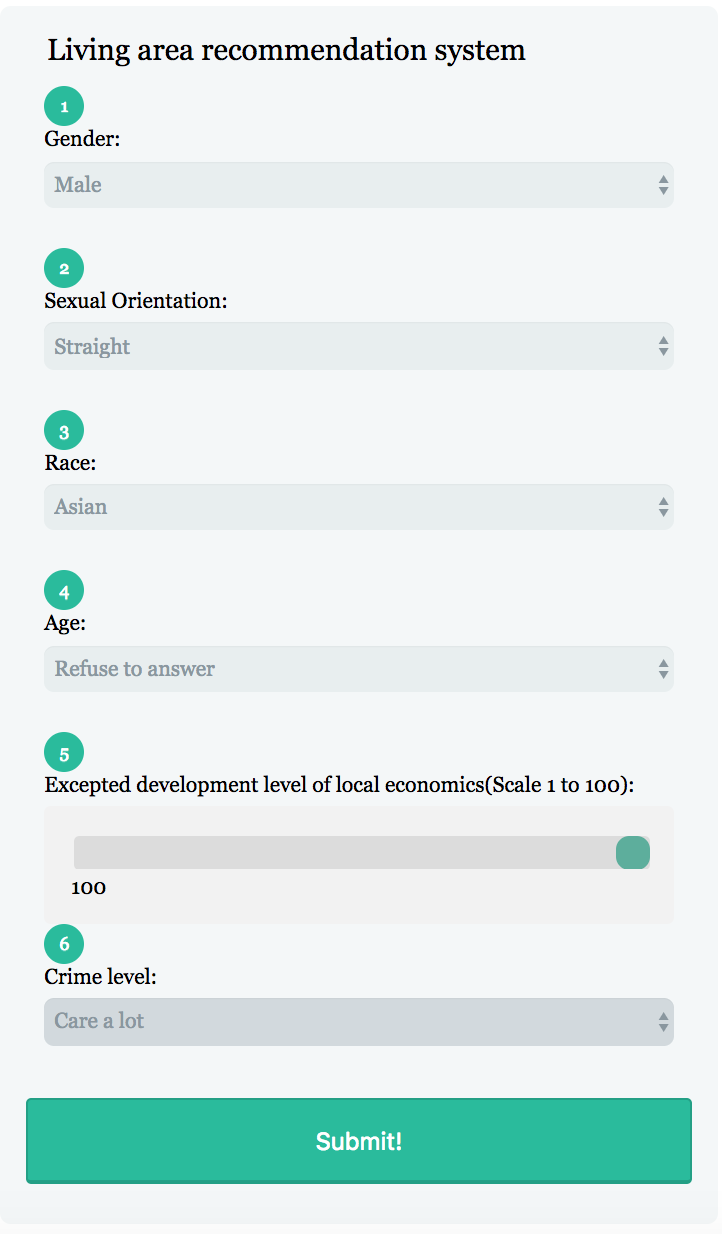 Living area recommendation system
1
Gender:
Male
2
Sexual Orientation:
Straight
3
Race:
Asian
4
Age:
Refuse to answer
5
Excepted development level of local economics(Scale 1 to 100):
100
6
Crime level:
Care a lot
Submit!